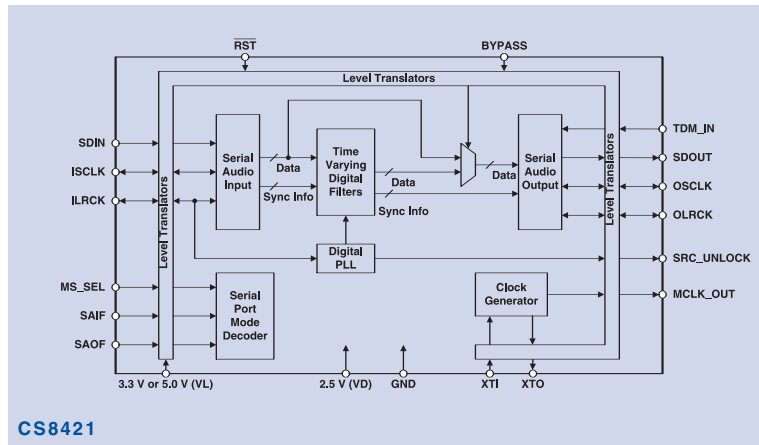 RST
BYPASS
Level Translators
SDIN
ISCLK
ILRCK
Level Translators
Serial
Audio
Input
Data
Sync Info
Time
Varying
Digital
Filters
Data
Sync Info
Data
Serial
Audio
Output
Level Translators
TDM_IN
SDOUT
OSCLK
OLRCK
Digital
PLL
SRC_UNLOCK
MS_SEL
SAIF
SAOF
Serial
Port
Mode
Decoder
Clock
Generator
MCLK_OUT
3.3 V or 5.0 V (VL)
2.5 V (VD)
GND
XTI
XTO
CS8421